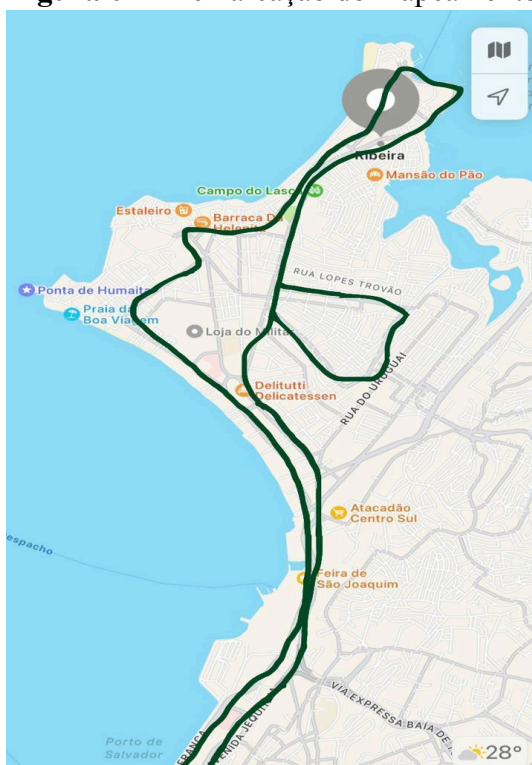 Ribeira
Mansão do Pão
Campo do Lasca
Estaleiro
Barraca Da
RUA LOPES TROVÃO
Ponta de Humaitá
Praia da
Boa Viagem
Loja do Militar
Delitutti
Delicatessen
RUA DO URUGUAI
Atacadão
Centro Sul
espacho
Feira de
São Joaquim
VIA EXPRESSA BAÍA DE
Porto de
Salvador
28°